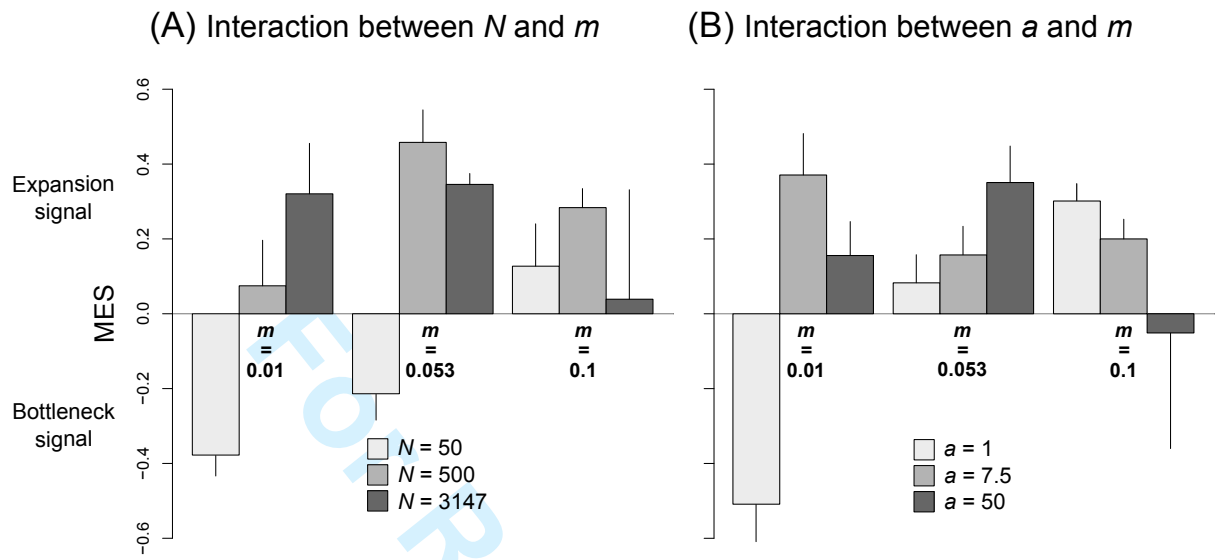 (A) Interaction between N and m
(B) Interaction between a and m
MES
Expansion
signal
Bottleneck
signal
0.6
0.4
0.2
0.0
−0.2
−0.4
−0.6
m
=
0.01
m
=
0.053
m
=
0.1
N = 50
N = 500
N = 3147
m
=
0.01
m
=
0.053
m
=
0.1
a = 1
a = 7.5
a = 50
For R